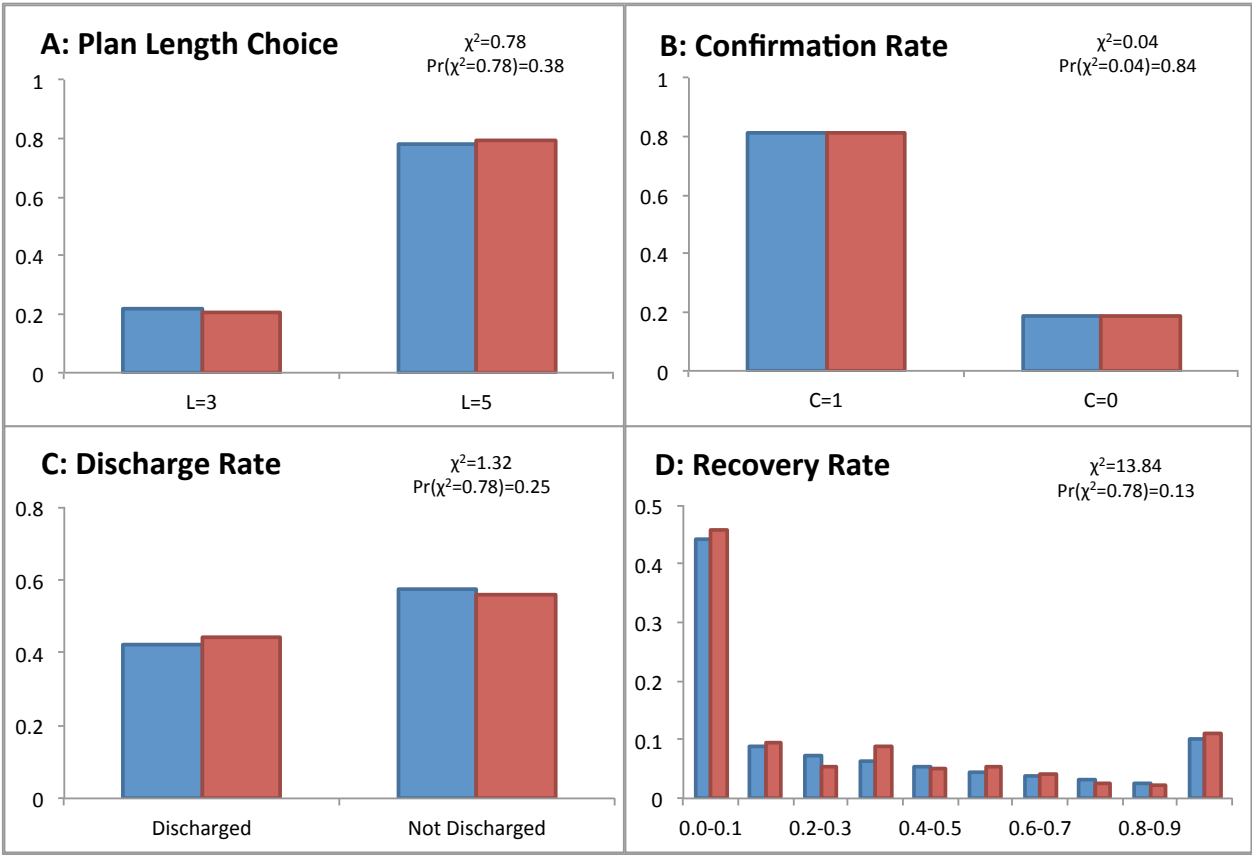 A: Plan Length Choice
χ²=0.78
Pr(χ²=0.78)=0.38
1
0.8
0.6
0.4
0.2
0
L=3 L=5
B: Confirmation Rate
χ²=0.04
Pr(χ²=0.04)=0.84
1
0.8
0.6
0.4
0.2
0
C=1 C=0
C: Discharge Rate
χ²=1.32
Pr(χ²=0.78)=0.25
0.8
0.6
0.4
0.2
0
Discharged Not Discharged
D: Recovery Rate
χ²=13.84
Pr(χ²=0.78)=0.13
0.5
0.4
0.3
0.2
0.1
0
0.0-0.1 0.2-0.3 0.4-0.5 0.6-0.7 0.8-0.9